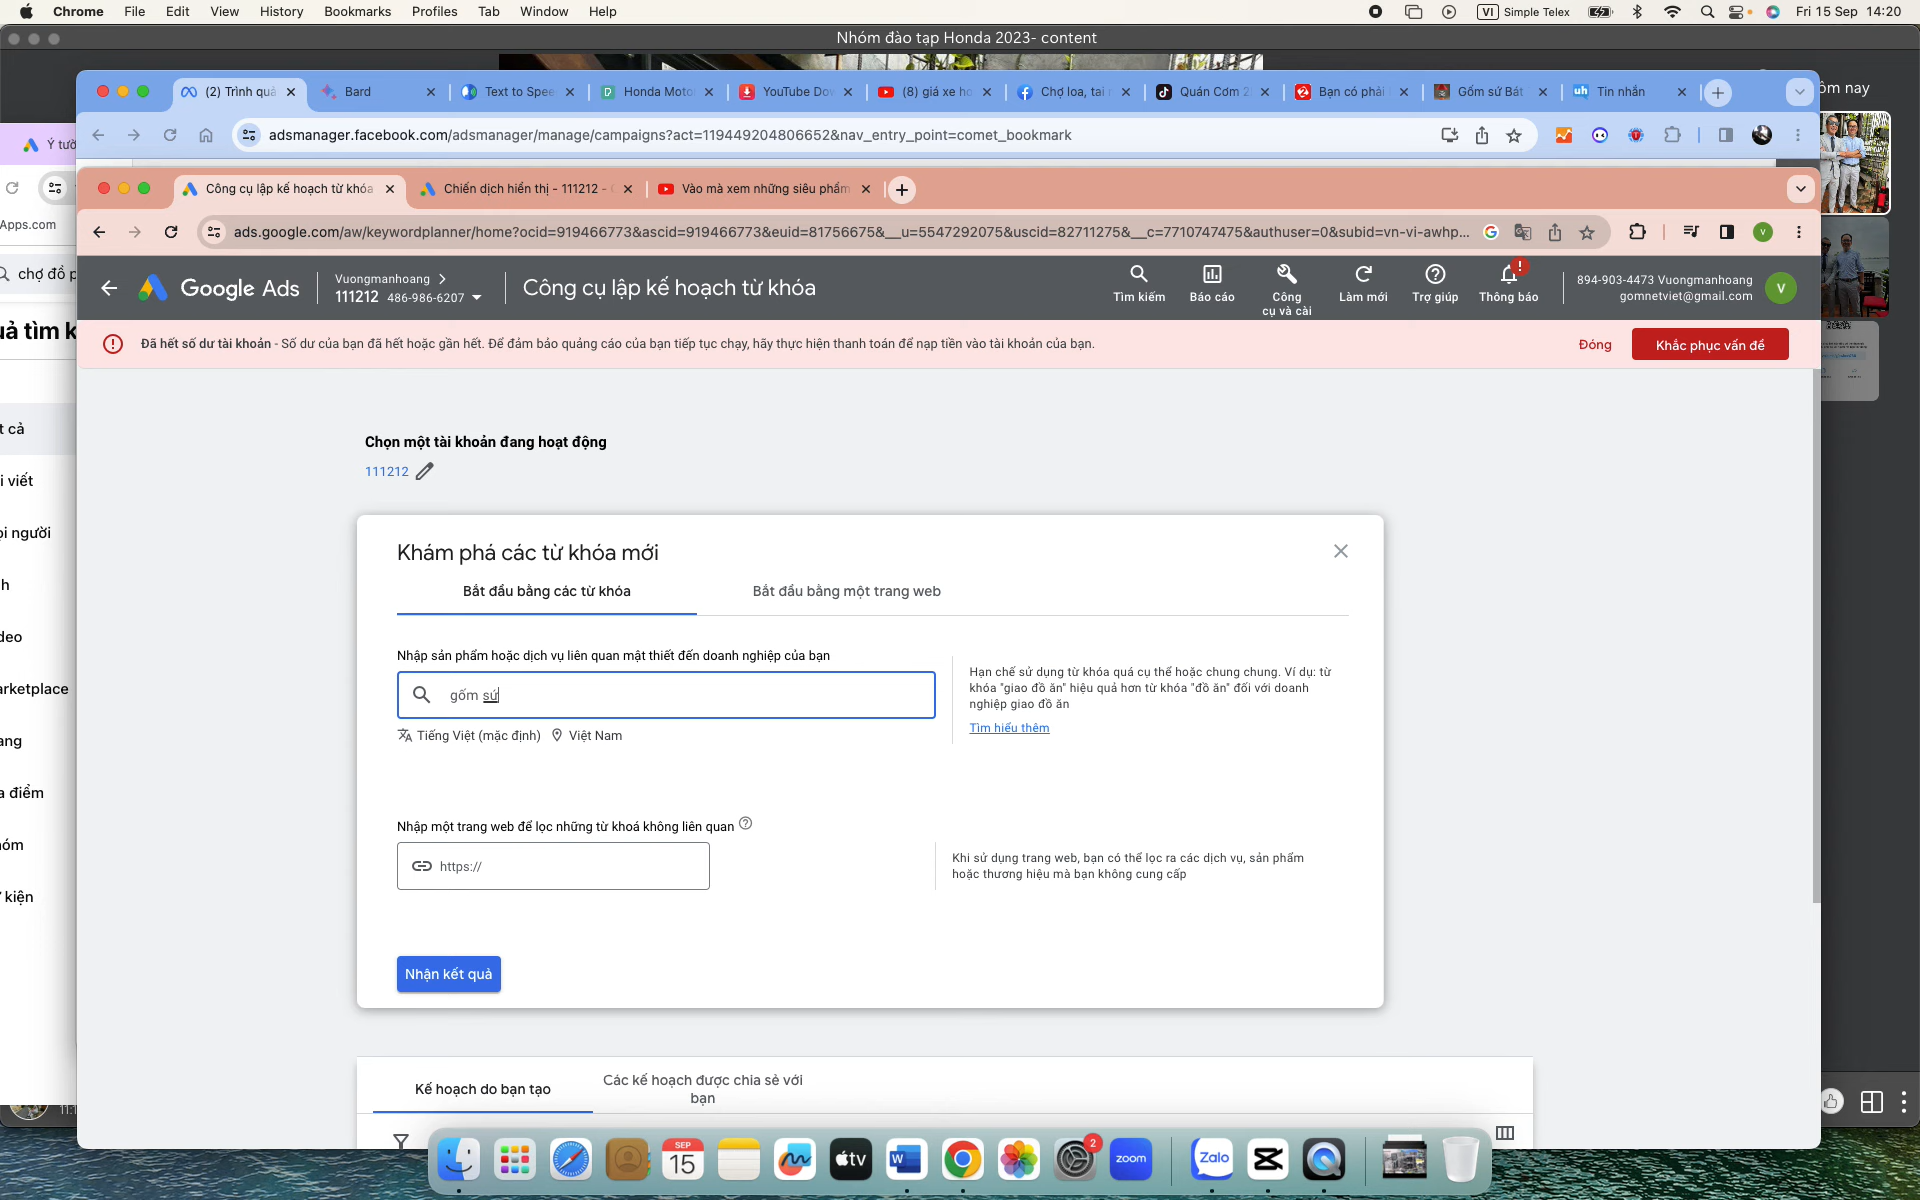 Chrome File Edit View History Bookmarks Profiles Tab Window Help VI Simple Telex Fri 15 Sep 14:20
Nhóm đào tạp Honda 2023- content
(2) Trình quả Bard Text to Spee Honda Moto YouTube Dow (8) giá xe ho Chợ loa, tai Quán Cơm 2 Bạn có phải Gốm sứ Bát Tin nhắn
ôm nay
adsmanager.facebook.com/adsmanager/manage/campaigns?act=119449204806652&nav_entry_point=comet_bookmark
Ý tưở
Công cụ lập kế hoạch từ khóa Chiến dịch hiển thị - 111212 - Vào mà xem những siêu phẩm
Apps.com
ads.google.com/aw/keywordplanner/home?ocid=919466773&ascid=919466773&euid=81756675&__u=5547292075&uscid=82711275&__c=7710747475&authuser=0&subid=vn-vi-awhp...
V
chợ đồ p
Google Ads
Vuongmanhoang
111212 486-986-6207
Công cụ lập kế hoạch từ khóa
Tìm kiếm
Báo cáo
Công cụ và cài
Làm mới
Trợ giúp
Thông báo
894-903-4473 Vuongmanhoang
gomnetviet@gmail.com
V
uả tìm k
Đã hết số dư tài khoản - Số dư của bạn đã hết hoặc gần hết. Để đảm bảo quảng cáo của bạn tiếp tục chạy, hãy thực hiện thanh toán để nạp tiền vào tài khoản của bạn.
Đóng
Khắc phục vấn đề
t cả
i viết
ọi người
h
deo
arketplace
ang
a điểm
óm
ự kiện
11:1
Chọn một tài khoản đang hoạt động
111212
Khám phá các từ khóa mới
Bắt đầu bằng các từ khóa
Bắt đầu bằng một trang web
Nhập sản phẩm hoặc dịch vụ liên quan mật thiết đến doanh nghiệp của bạn
gốm sứ
Tiếng Việt (mặc định) Việt Nam
Hạn chế sử dụng từ khóa quá cụ thể hoặc chung chung. Ví dụ: từ
khóa "giao đồ ăn" hiệu quả hơn từ khóa "đồ ăn" đối với doanh
nghiệp giao đồ ăn
Tìm hiểu thêm
Nhập một trang web để lọc những từ khoá không liên quan
https://
Khi sử dụng trang web, bạn có thể lọc ra các dịch vụ, sản phẩm
hoặc thương hiệu mà bạn không cung cấp
Nhận kết quả
Kế hoạch do bạn tạo
Các kế hoạch được chia sẻ với
bạn
SEP
15
tv
W
2
zoom
Zalo